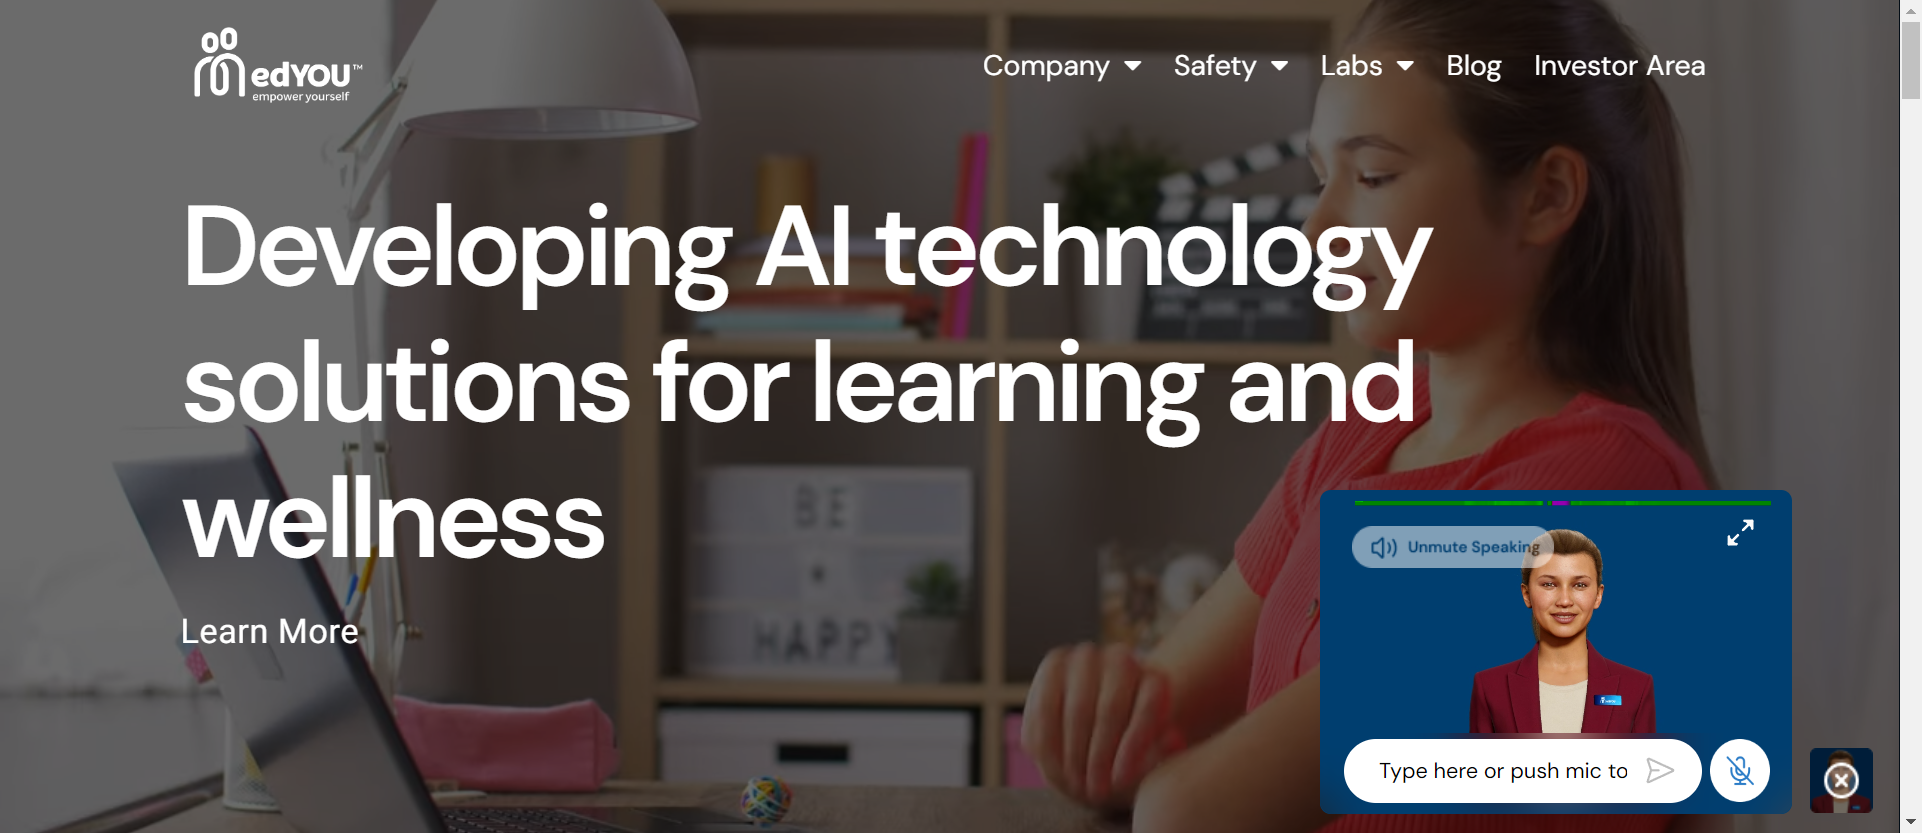 edYOU™
empower yourself
Company Safety Labs Blog Investor Area
Developing AI technology
solutions for learning and
wellness
Learn More
BE
HAPPY
Unmute Speaking
Type here or push mic to